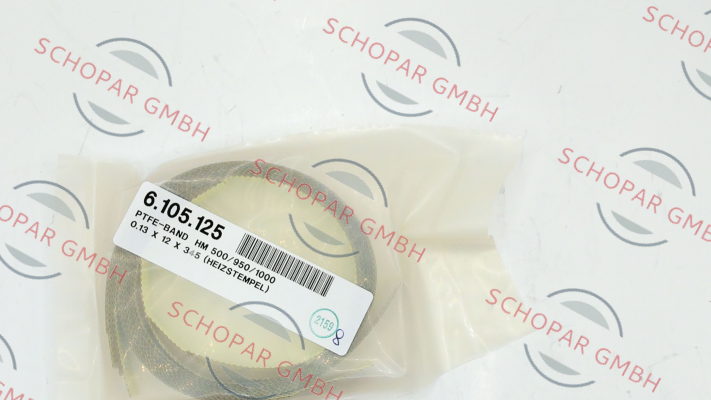 SCHOPAR GMBH
SCHOPAR GMBH
SCHOPAR GMBH
SCHOPAR GMBH
SCHOPAR GMBH
SCHOPAR GMBH
SCHOPAR GMBH
SCHOPAR GMBH
6.105.125
PTFE-BAND HM 500/950/1000
0.13 X 12 X 345 (HEIZSTEMPEL)
2159
8